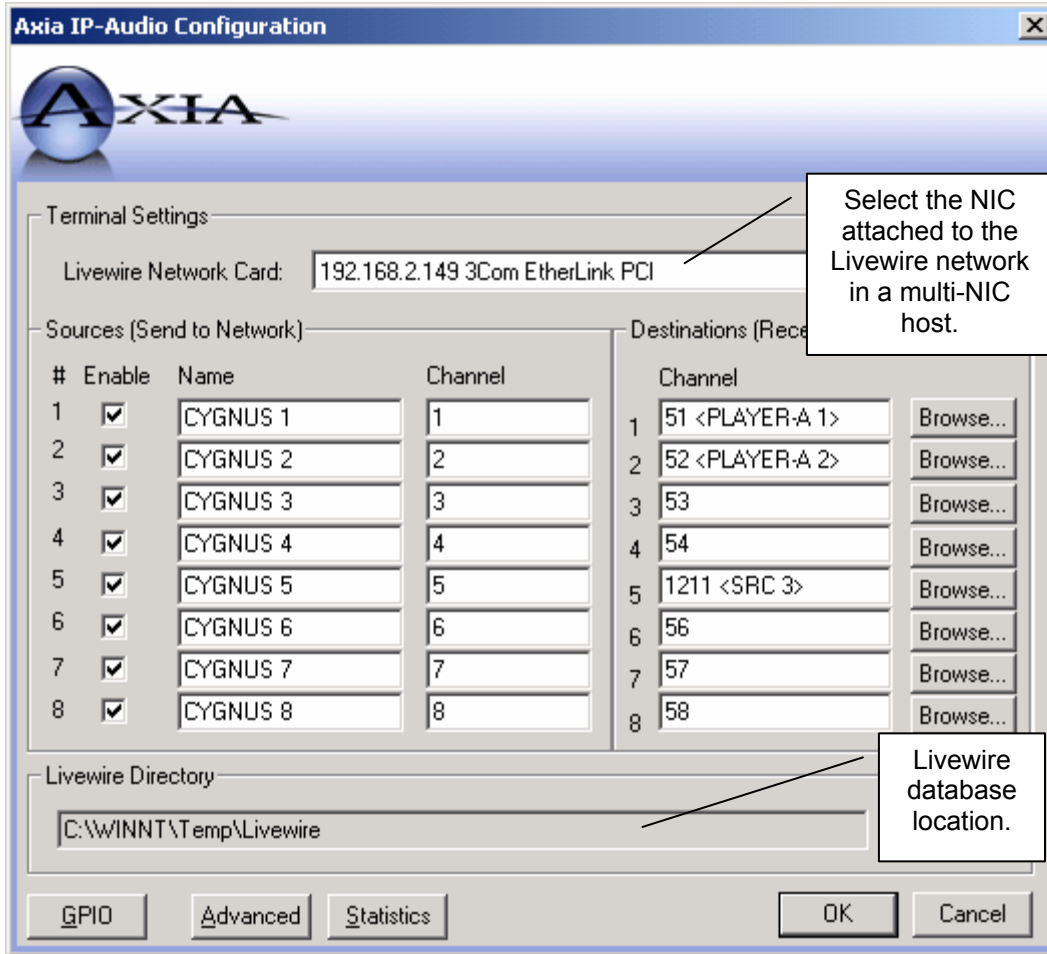 Axia IP-Audio Configuration
AXIA
Terminal Settings
Livewire Network Card: 192.168.2.149 3Com EtherLink PCI
Select the NIC
attached to the
Livewire network
in a multi-NIC
host.
Sources (Send to Network)
# Enable Name Channel
1 CYGNUS 1 1
2 CYGNUS 2 2
3 CYGNUS 3 3
4 CYGNUS 4 4
5 CYGNUS 5 5
6 CYGNUS 6 6
7 CYGNUS 7 7
8 CYGNUS 8 8
Destinations (Rece
Channel
1 51 <PLAYER-A 1> Browse...
2 52 <PLAYER-A 2> Browse...
3 53 Browse...
4 54 Browse...
5 1211 <SRC 3> Browse...
6 56 Browse...
7 57 Browse...
8 58 Browse...
Livewire Directory
C:\WINNT\Temp\Livewire
Livewire
database
location.
GPIO Advanced Statistics OK Cancel